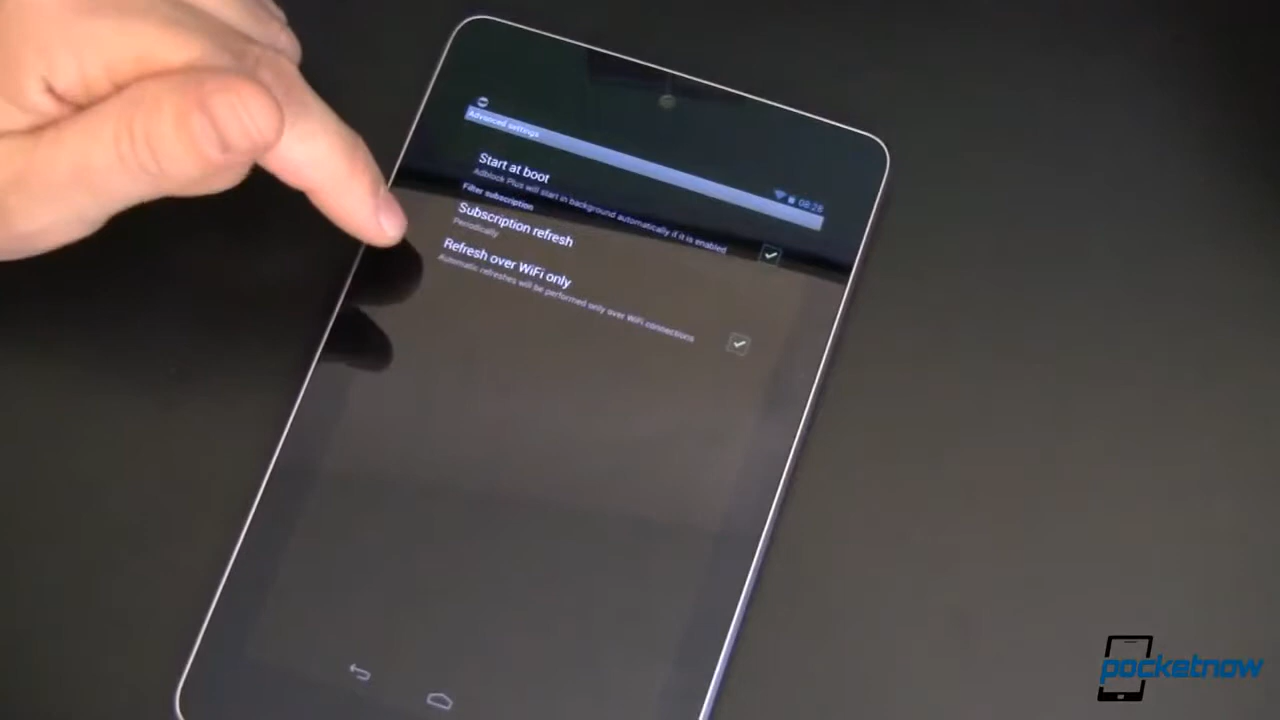 Advanced settings
08:28
Start at boot
Adblock Plus will start in background automatically if it is enabled
Filter subscription
Subscription refresh
Periodically
Refresh over WiFi only
Automatic refreshes will be performed only over WiFi connections
pocketnow